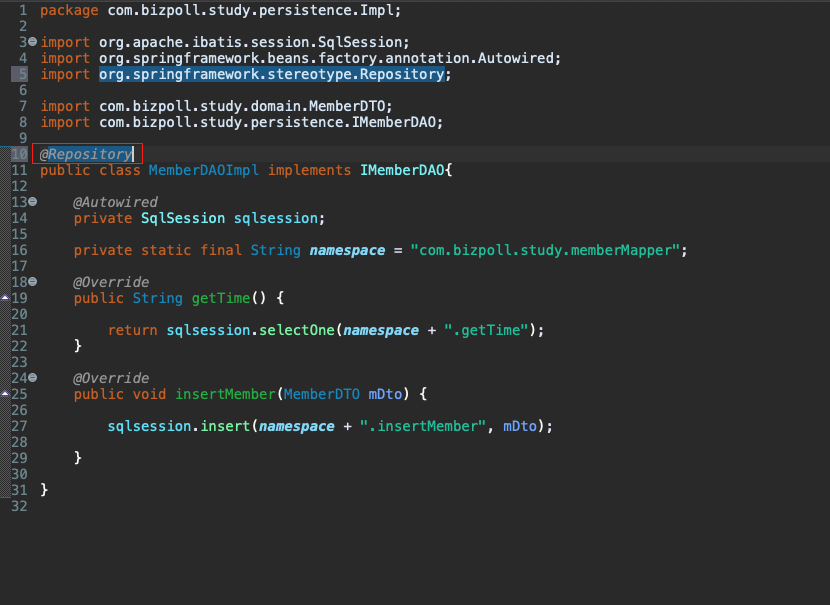 1 package com.bizpoll.study.persistence.Impl;
2
3 import org.apache.ibatis.session.SqlSession;
4 import org.springframework.beans.factory.annotation.Autowired;
5 import org.springframework.stereotype.Repository;
6
7 import com.bizpoll.study.domain.MemberDTO;
8 import com.bizpoll.study.persistence.IMemberDAO;
9
10 @Repository
11 public class MemberDAOImpl implements IMemberDAO{
12
13     @Autowired
14     private SqlSession sqlsession;
15
16     private static final String namespace = "com.bizpoll.study.memberMapper";
17
18     @Override
19     public String getTime() {
20
21         return sqlsession.selectOne(namespace + ".getTime");
22     }
23
24     @Override
25     public void insertMember(MemberDTO mDto) {
26
27         sqlsession.insert(namespace + ".insertMember", mDto);
28
29     }
30
31 }
32